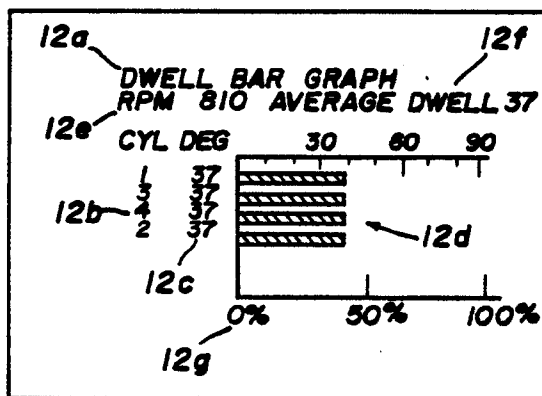 12a 12f
DWELL BAR GRAPH
RPM 810 AVERAGE DWELL 37
12e
CYL DEG 30 60 90
1 37
3 37
12b 4 37
2 37 12d
12c
0% 50% 100%
12g